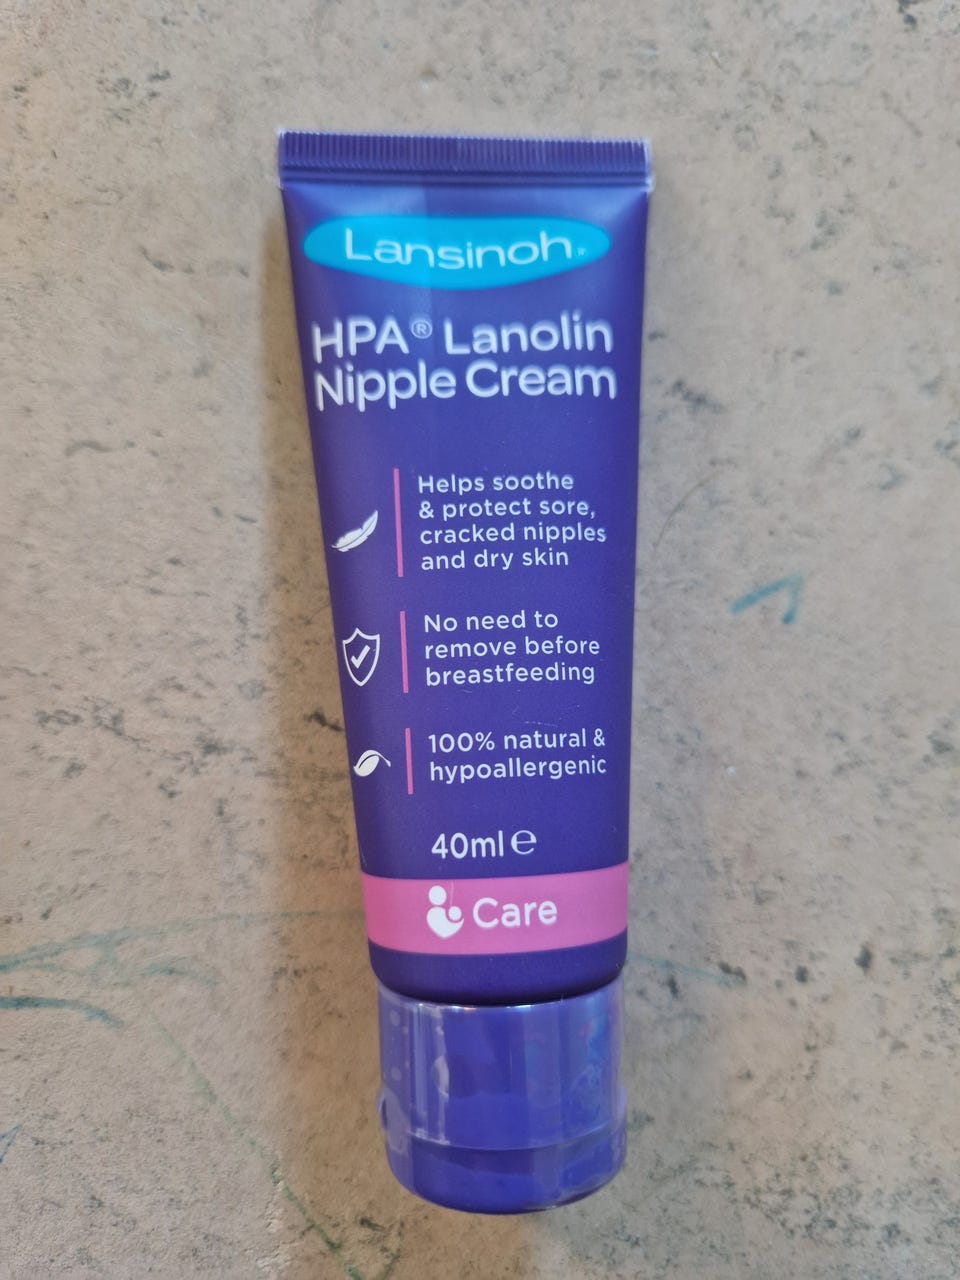 Lansinoh
HPA® Lanolin
Nipple Cream
Helps soothe
& protect sore,
cracked nipples
and dry skin
No need to
remove before
breastfeeding
100% natural &
hypoallergenic
40ml ℮
Care